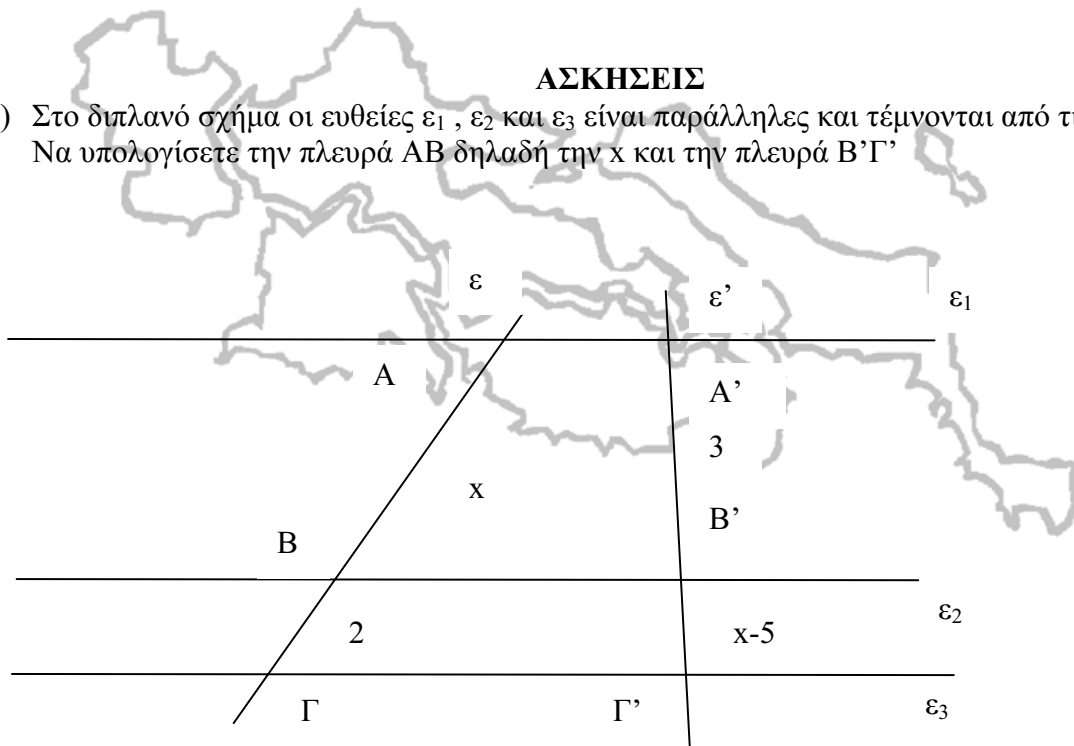 ΑΣΚΗΣΕΙΣ
) Στο διπλανό σχήμα οι ευθείες ε₁ , ε₂ και ε₃ είναι παράλληλες και τέμνονται από
Να υπολογίσετε την πλευρά ΑΒ δηλαδή την x και την πλευρά Β’Γ’
ε ε’ ε₁
Α Α’
3
x
Β’
Β
ε₂
2 x-5
Γ Γ’ ε₃